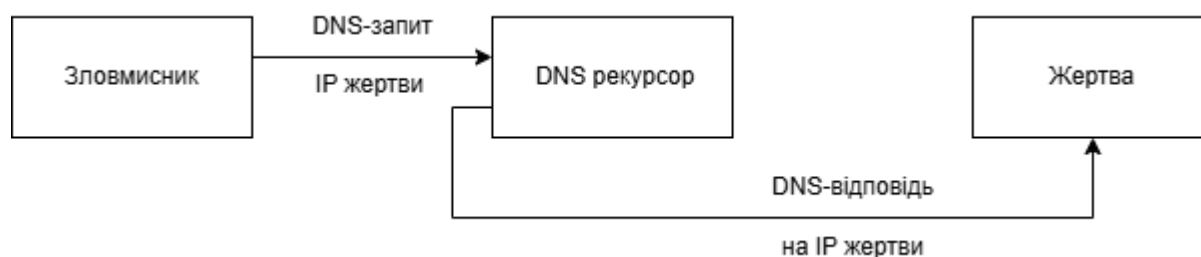 DNS-запит
Зловмисник
IP жертви
DNS рекурсор
Жертва
DNS-відповідь
на IP жертви